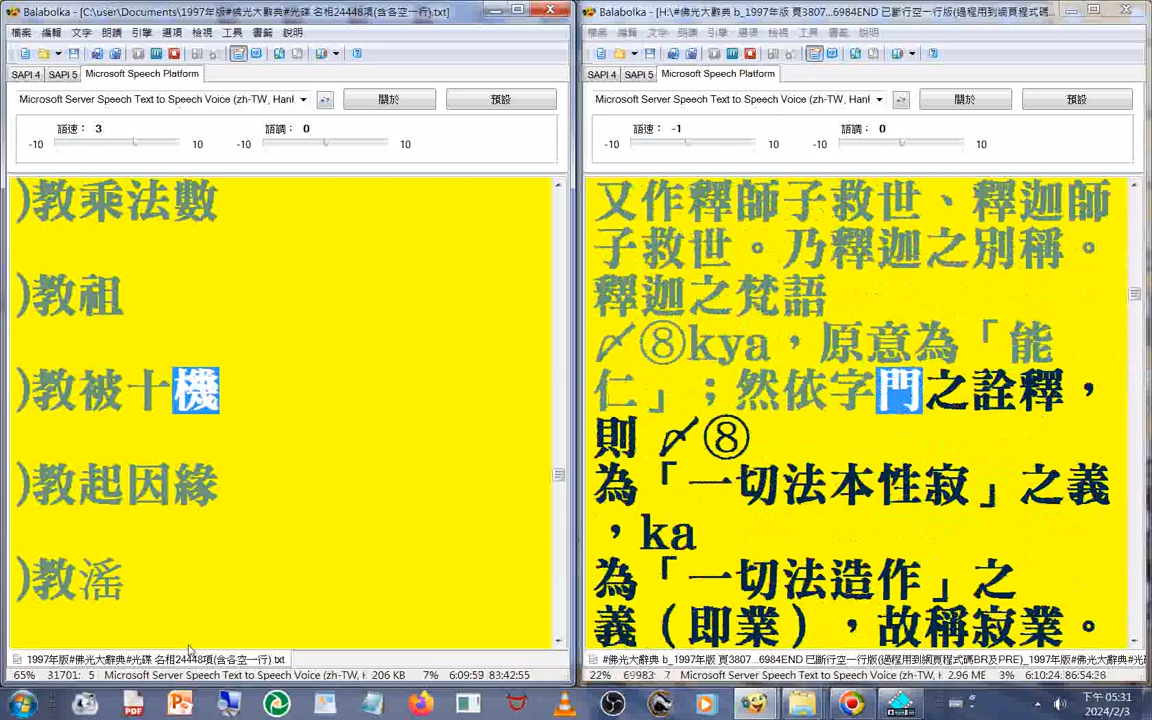 Balabolka - [C:\user\Documents\1997年版#佛光大辭典#光碟 名相24448項(含各空一行).txt]
檔案 編輯 文字 朗讀 引擎 選項 檢視 工具 書籤 說明
SAPI 4 SAPI 5 Microsoft Speech Platform
Microsoft Server Speech Text to Speech Voice (zh-TW, Hanl
關於 預設
語速： 3 語調： 0
-10 10 -10 10
)教乘法數
)教祖
)教被十機
)教起因緣
)教滛
1997年版#佛光大辭典#光碟 名相24448項(含各空一行).txt
65% 31701: 5 Microsoft Server Speech Text to Speech Voice (zh-TW, H 206 KB 7% 6:09:59 83:42:55
Balabolka - [H:\#佛光大辭典 b_1997年版 頁3807...6984END 已斷行空一行版(過程用到網頁程式碼...
檔案 編輯 文字 朗讀 引擎 選項 檢視 工具 書籤 說明
SAPI 4 SAPI 5 Microsoft Speech Platform
Microsoft Server Speech Text to Speech Voice (zh-TW, Hanl
關於 預設
語速： -1 語調： 0
-10 10 -10 10
又作釋師子救世、釋迦師
子救世。乃釋迦之別稱。
釋迦之梵語
〆⑧kya，原意為「能
仁」；然依字門之詮釋，
則 〆⑧
為「一切法本性寂」之義
，ka
為「一切法造作」之
義（即業），故稱寂業。
#佛光大辭典 b_1997年版 頁3807...6984END 已斷行空一行版(過程用到網頁程式碼BR及PRE)_1997年版#佛光
22% 69983: 7 Microsoft Server Speech Text to Speech Voice (zh-TW, H 2.96 MB 3% 6:10:24 86:54:36
PDF
下午 05:31
2024/2/3